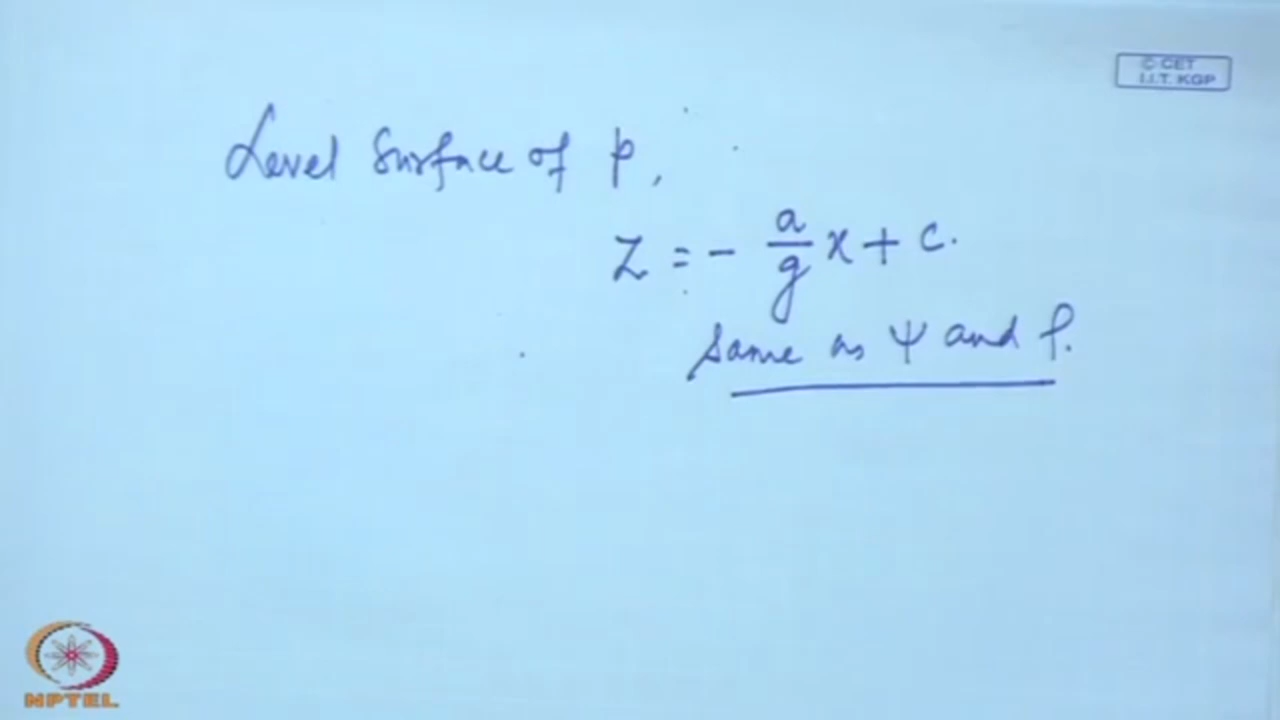 © CET
I.I.T. KGP
Level Surface of p,
Z = - a/g x + c.
same as ψ and ρ.
NPTEL